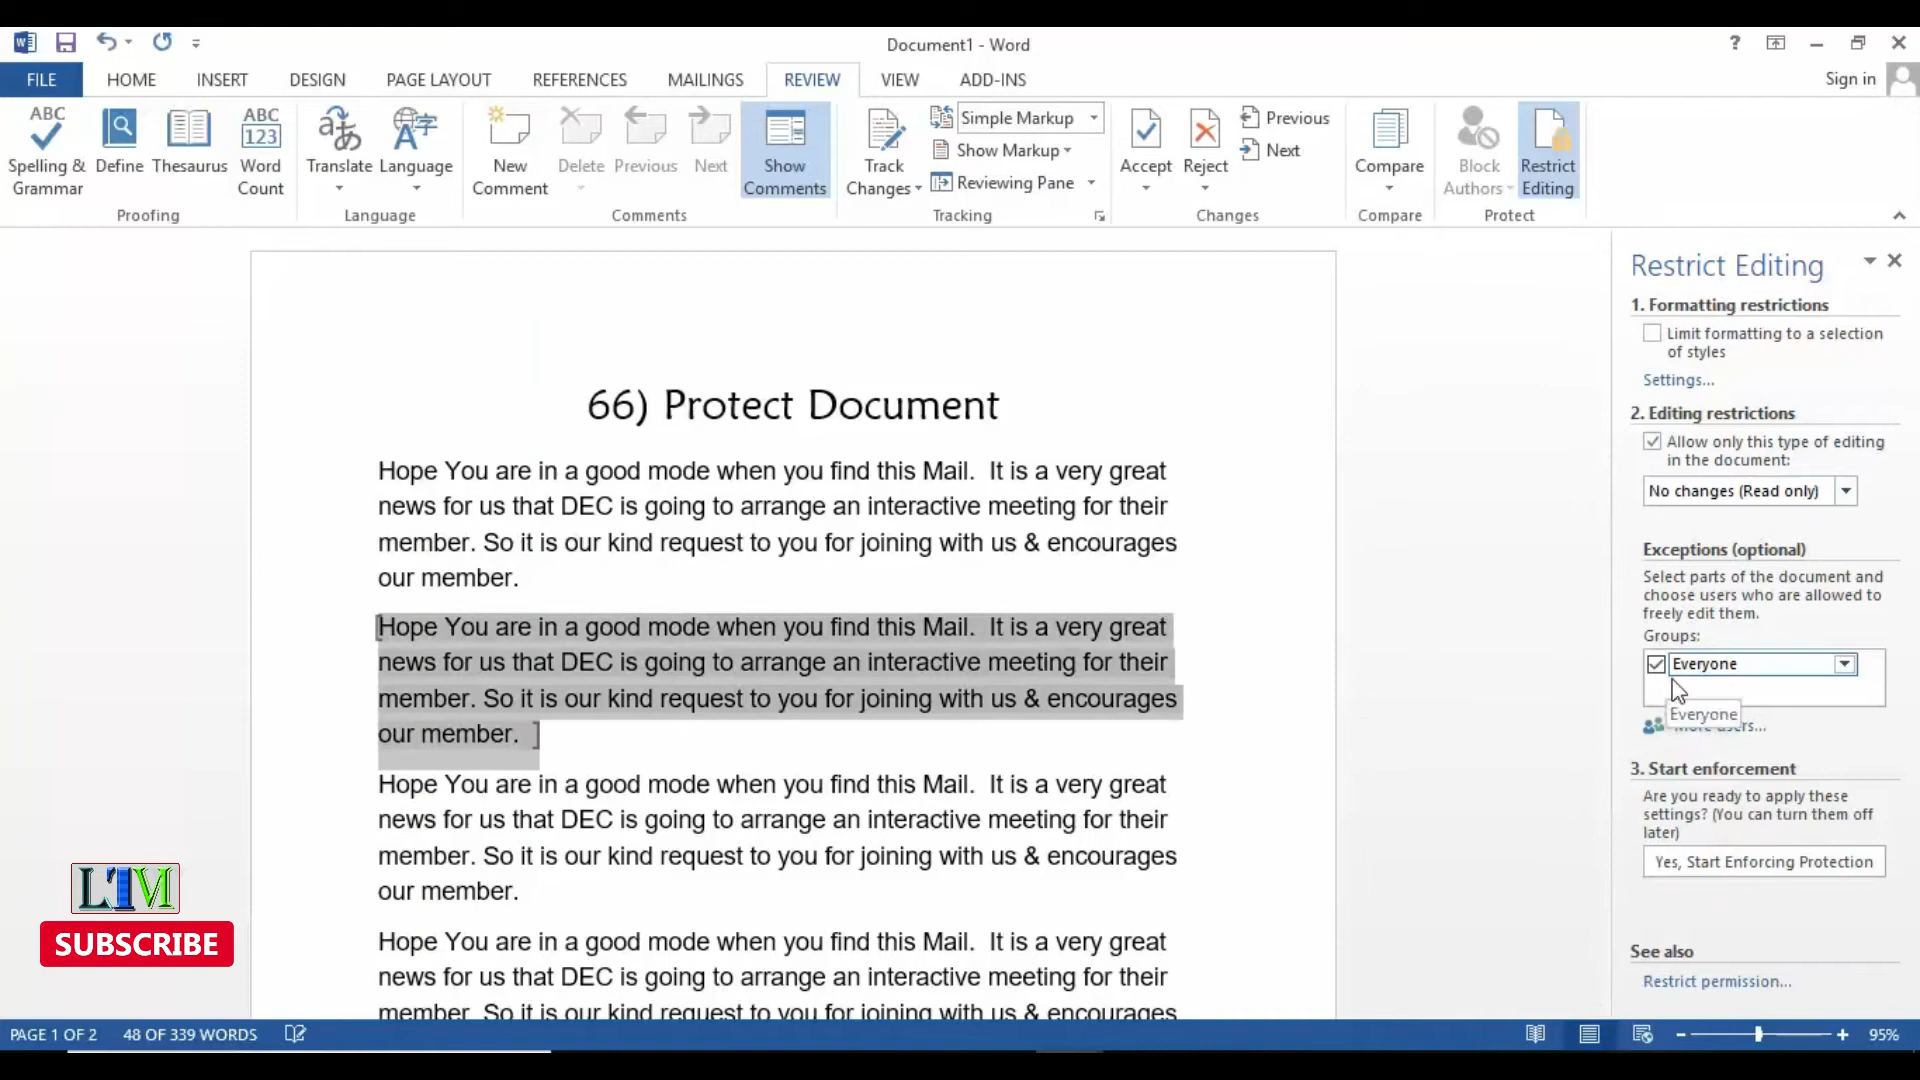 Document1 - Word
?
FILE HOME INSERT DESIGN PAGE LAYOUT REFERENCES MAILINGS REVIEW VIEW ADD-INS Sign in
ABC
Spelling & Grammar
Define
Thesaurus
ABC
123
Word Count
Proofing
Translate
Language
Language
New Comment
Delete
Previous
Next
Show Comments
Comments
Track Changes
Simple Markup
Show Markup
Reviewing Pane
Tracking
Accept
Reject
Previous
Next
Changes
Compare
Compare
Block Authors
Restrict Editing
Protect
66) Protect Document
Hope You are in a good mode when you find this Mail.  It is a very great
news for us that DEC is going to arrange an interactive meeting for their
member. So it is our kind request to you for joining with us & encourages
our member.
Hope You are in a good mode when you find this Mail.  It is a very great
news for us that DEC is going to arrange an interactive meeting for their
member. So it is our kind request to you for joining with us & encourages
our member.
Hope You are in a good mode when you find this Mail.  It is a very great
news for us that DEC is going to arrange an interactive meeting for their
member. So it is our kind request to you for joining with us & encourages
our member.
Hope You are in a good mode when you find this Mail.  It is a very great
news for us that DEC is going to arrange an interactive meeting for their
member. So it is our kind request to you for joining with us & encourages
Restrict Editing
1. Formatting restrictions
Limit formatting to a selection
of styles
Settings...
2. Editing restrictions
Allow only this type of editing
in the document:
No changes (Read only)
Exceptions (optional)
Select parts of the document and
choose users who are allowed to
freely edit them.
Groups:
Everyone
Everyone
users...
3. Start enforcement
Are you ready to apply these
settings? (You can turn them off
later)
Yes, Start Enforcing Protection
See also
Restrict permission...
LTM
SUBSCRIBE
PAGE 1 OF 2 48 OF 339 WORDS 95%